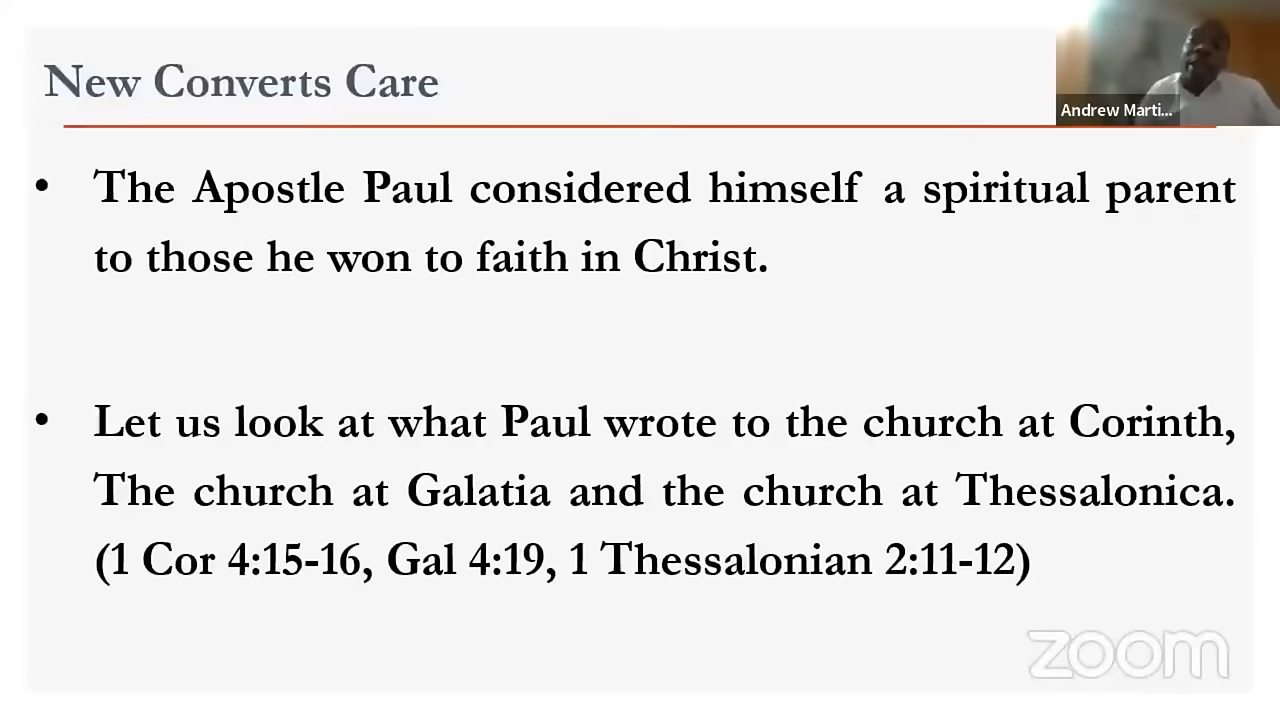 New Converts Care
Andrew Marti...
• The Apostle Paul considered himself a spiritual parent
to those he won to faith in Christ.
• Let us look at what Paul wrote to the church at Corinth,
The church at Galatia and the church at Thessalonica.
(1 Cor 4:15-16, Gal 4:19, 1 Thessalonian 2:11-12)
zoom